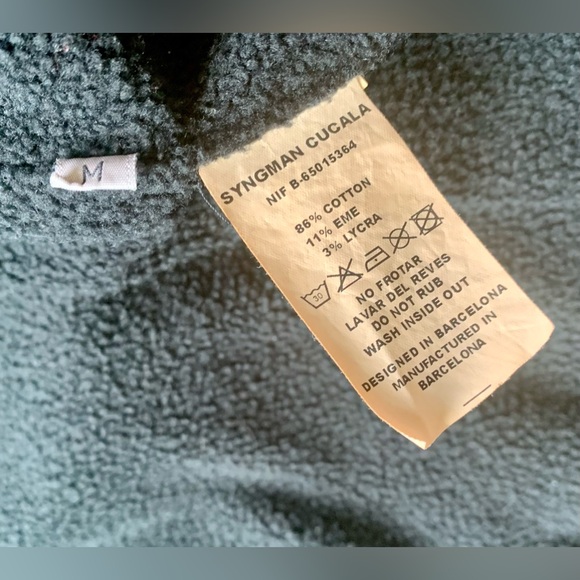 M
SYNGMAN CUCALA
NIF B-65015364
86% COTTON
11% EME
3% LYCRA
30
NO FROTAR
LAVAR DEL REVES
DO NOT RUB
WASH INSIDE OUT
DESIGNED IN BARCELONA
MANUFACTURED IN
BARCELONA